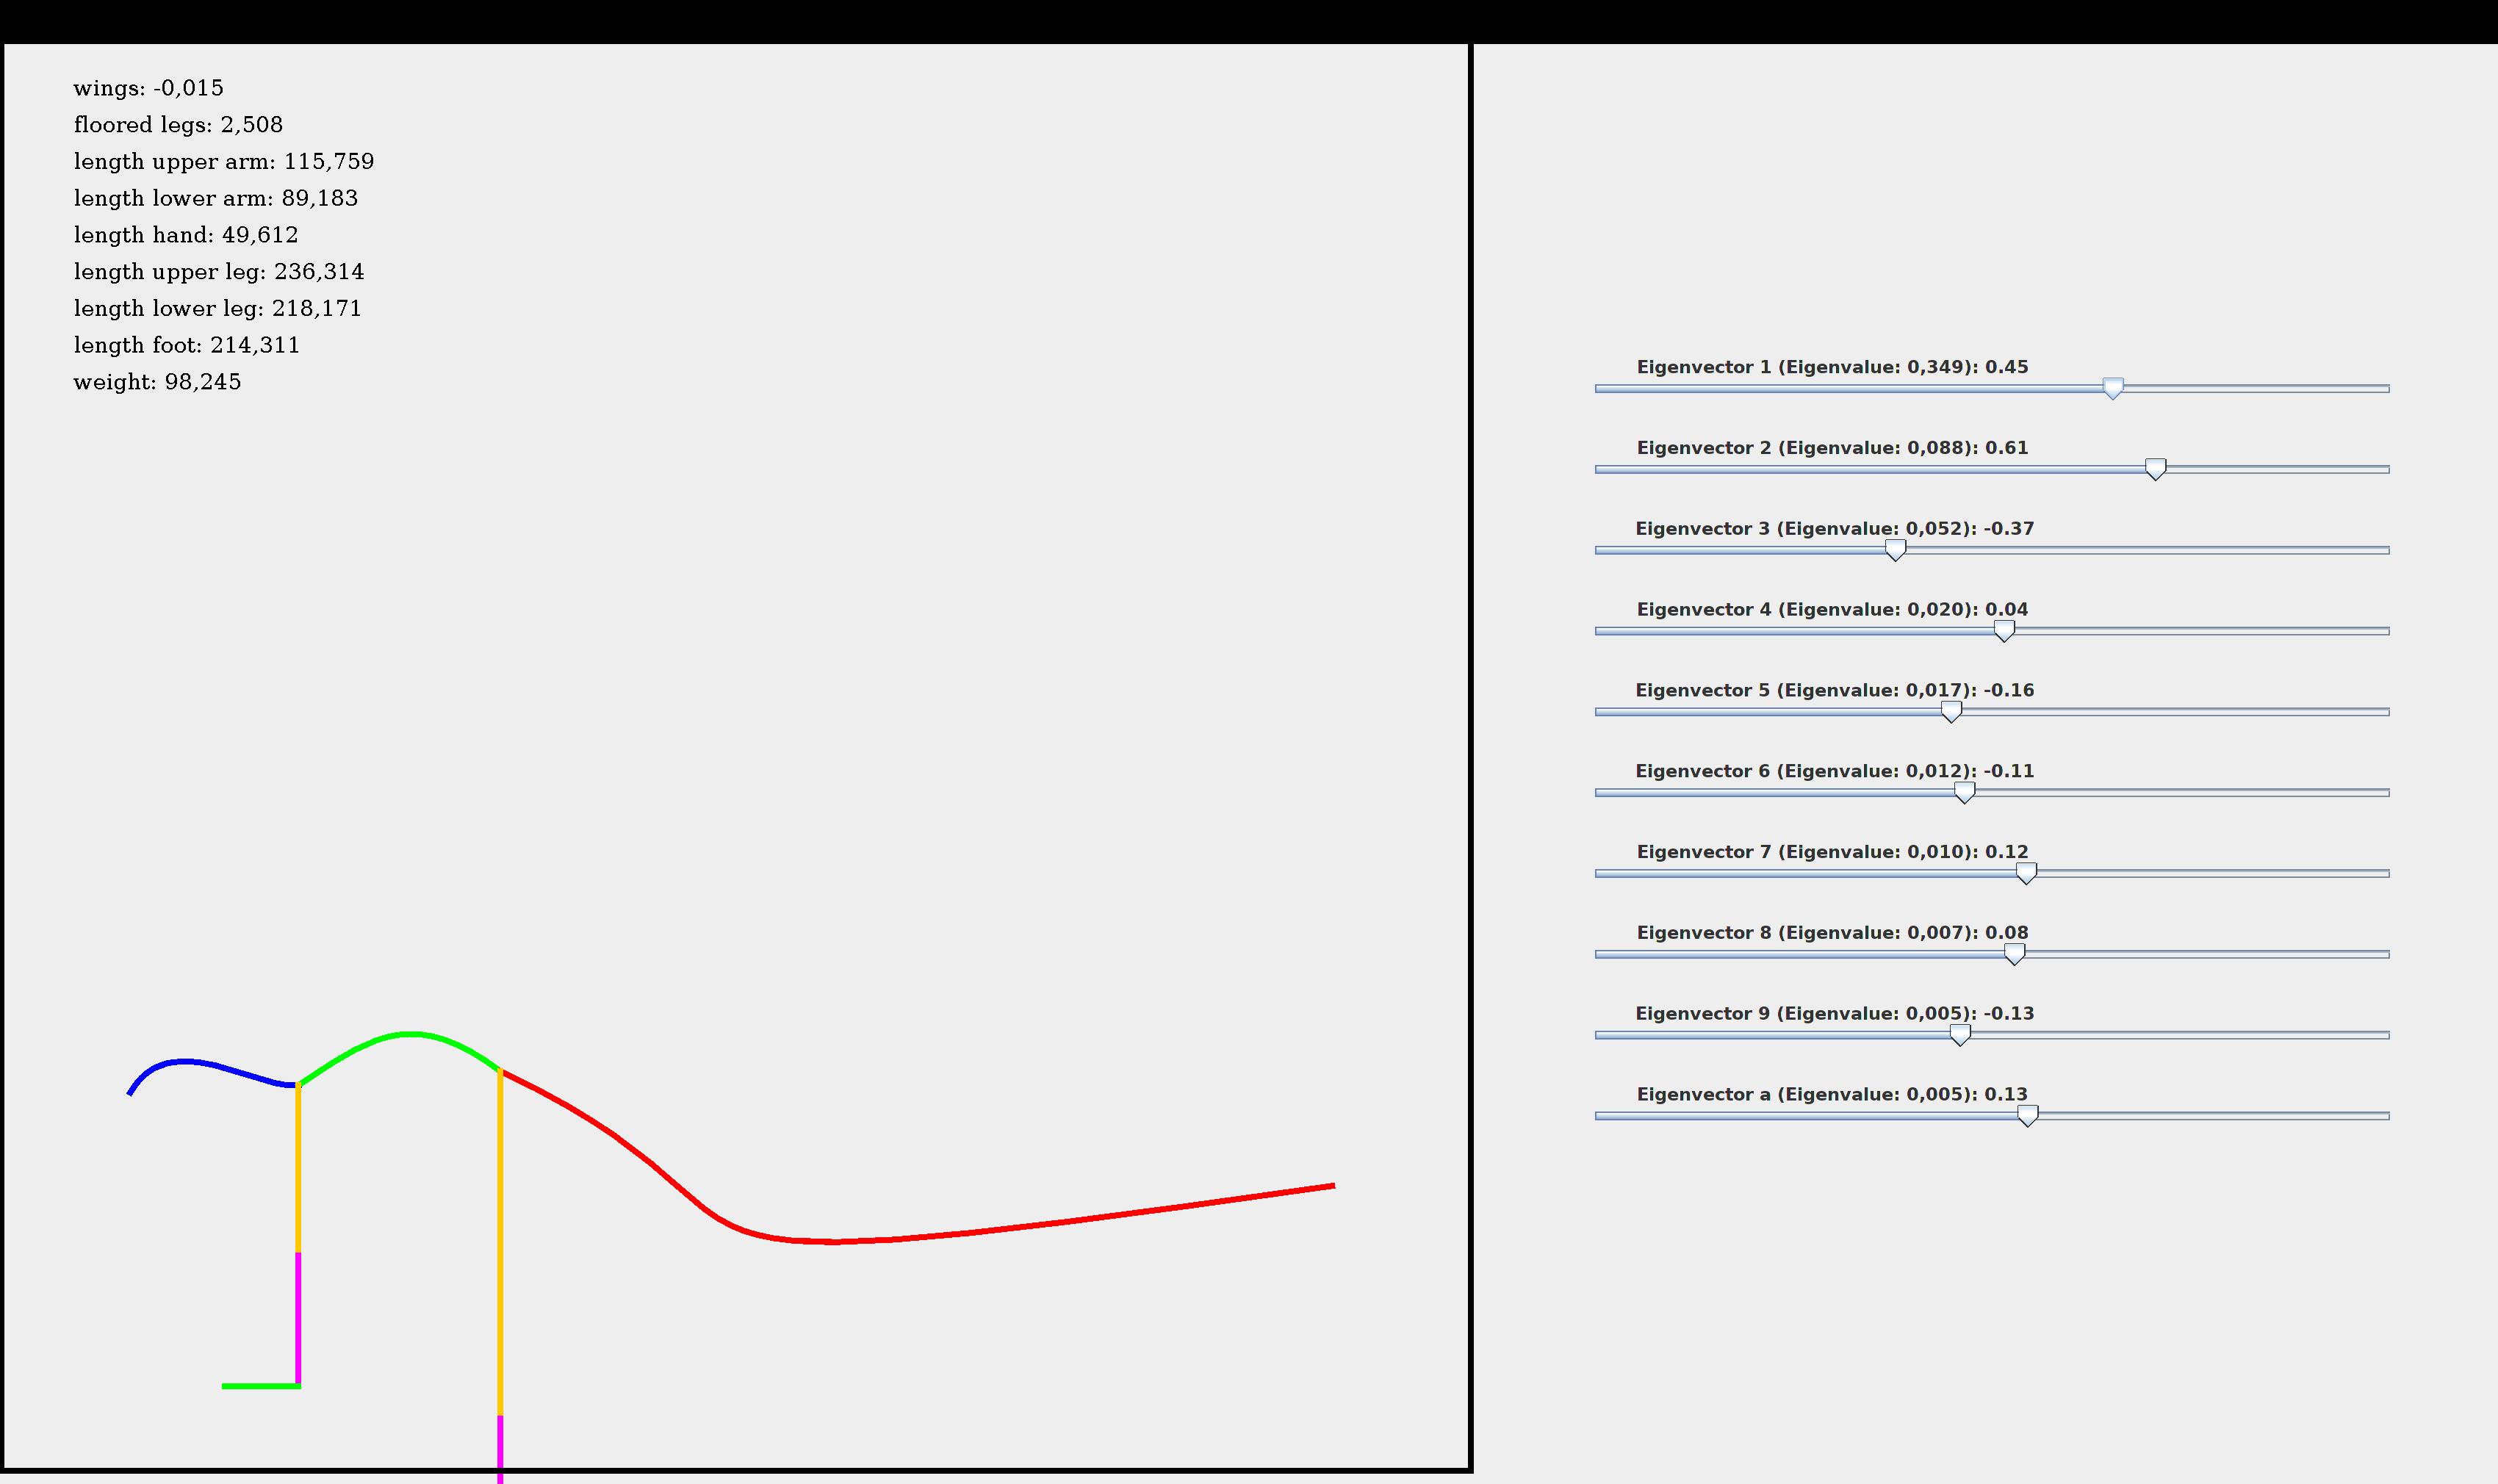 wings: -0,015
floored legs: 2,508
length upper arm: 115,759
length lower arm: 89,183
length hand: 49,612
length upper leg: 236,314
length lower leg: 218,171
length foot: 214,311
weight: 98,245
Eigenvector 1 (Eigenvalue: 0,349): 0.45
Eigenvector 2 (Eigenvalue: 0,088): 0.61
Eigenvector 3 (Eigenvalue: 0,052): -0.37
Eigenvector 4 (Eigenvalue: 0,020): 0.04
Eigenvector 5 (Eigenvalue: 0,017): -0.16
Eigenvector 6 (Eigenvalue: 0,012): -0.11
Eigenvector 7 (Eigenvalue: 0,010): 0.12
Eigenvector 8 (Eigenvalue: 0,007): 0.08
Eigenvector 9 (Eigenvalue: 0,005): -0.13
Eigenvector a (Eigenvalue: 0,005): 0.13